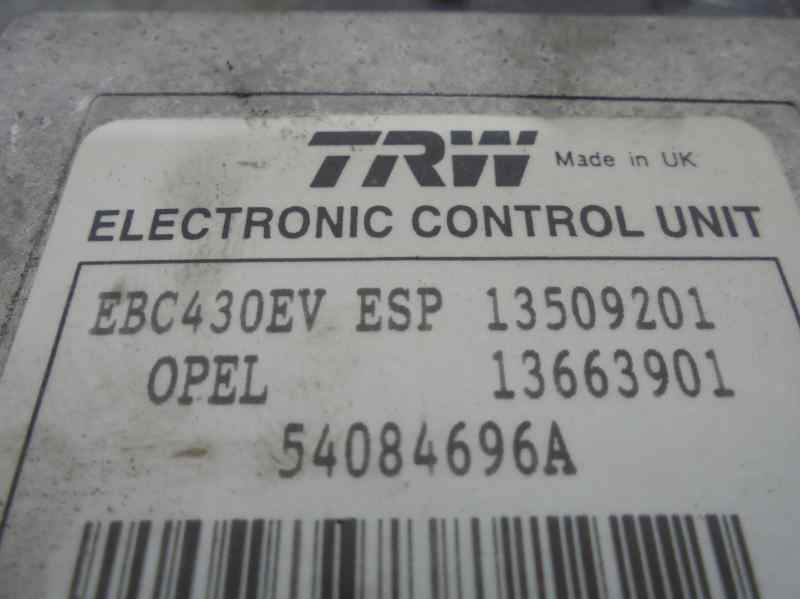 TRW Made in UK
ELECTRONIC CONTROL UNIT
EBC430EV ESP 13509201
OPEL 13663901
54084696A